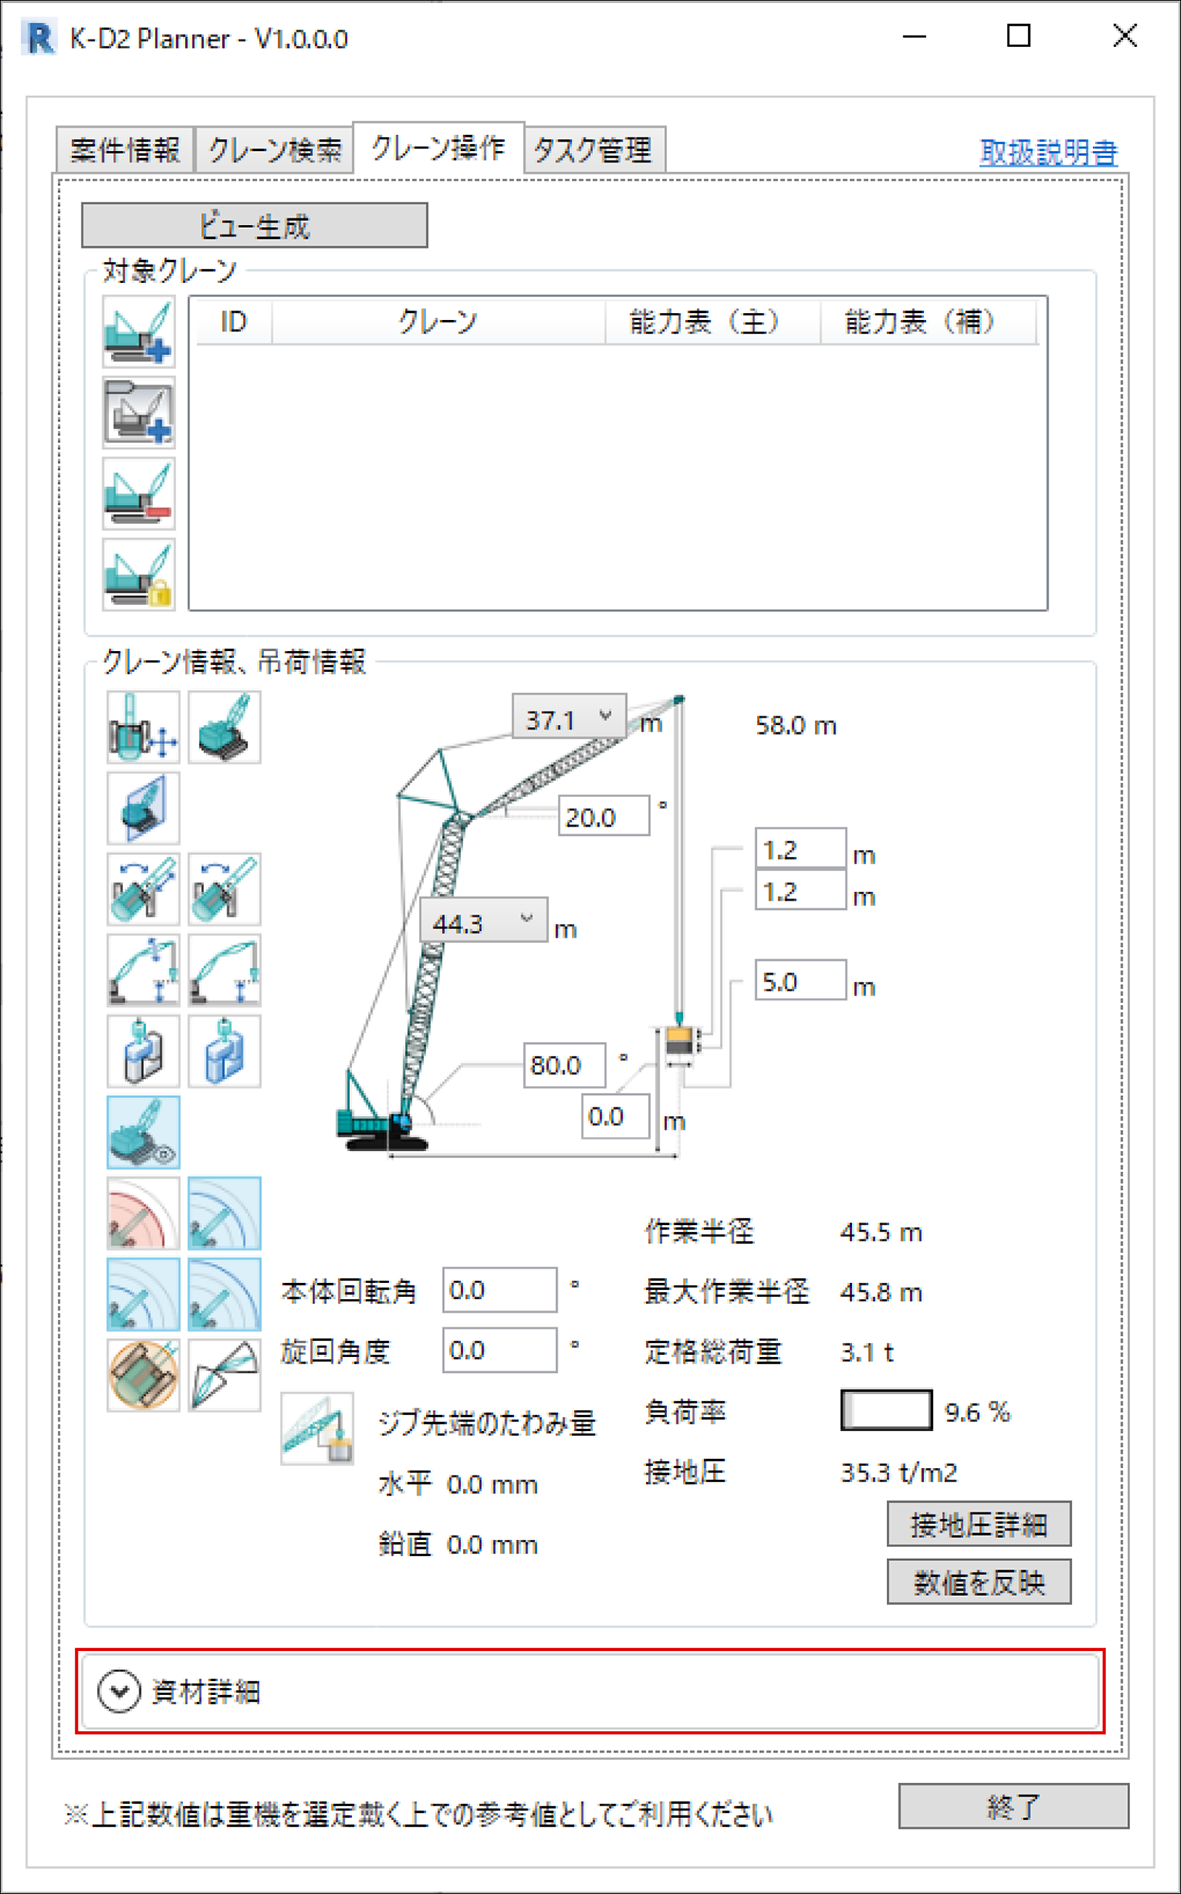 K-D2 Planner - V1.0.0.0
案件情報 クレーン検索 クレーン操作 タスク管理 取扱説明書
ビュー生成
対象クレーン
ID クレーン 能力表（主） 能力表（補）
クレーン情報、吊荷情報
37.1 m 58.0 m
20.0 °
1.2 m
1.2 m
44.3 m
5.0 m
80.0 °
0.0 m
作業半径 45.5 m
本体回転角 0.0 ° 最大作業半径 45.8 m
旋回角度 0.0 ° 定格総荷重 3.1 t
ジブ先端のたわみ量 負荷率 9.6 %
水平 0.0 mm 接地圧 35.3 t/m2
接地圧詳細
鉛直 0.0 mm
数値を反映
資材詳細
※上記数値は重機を選定戴く上での参考値としてご利用ください 終了